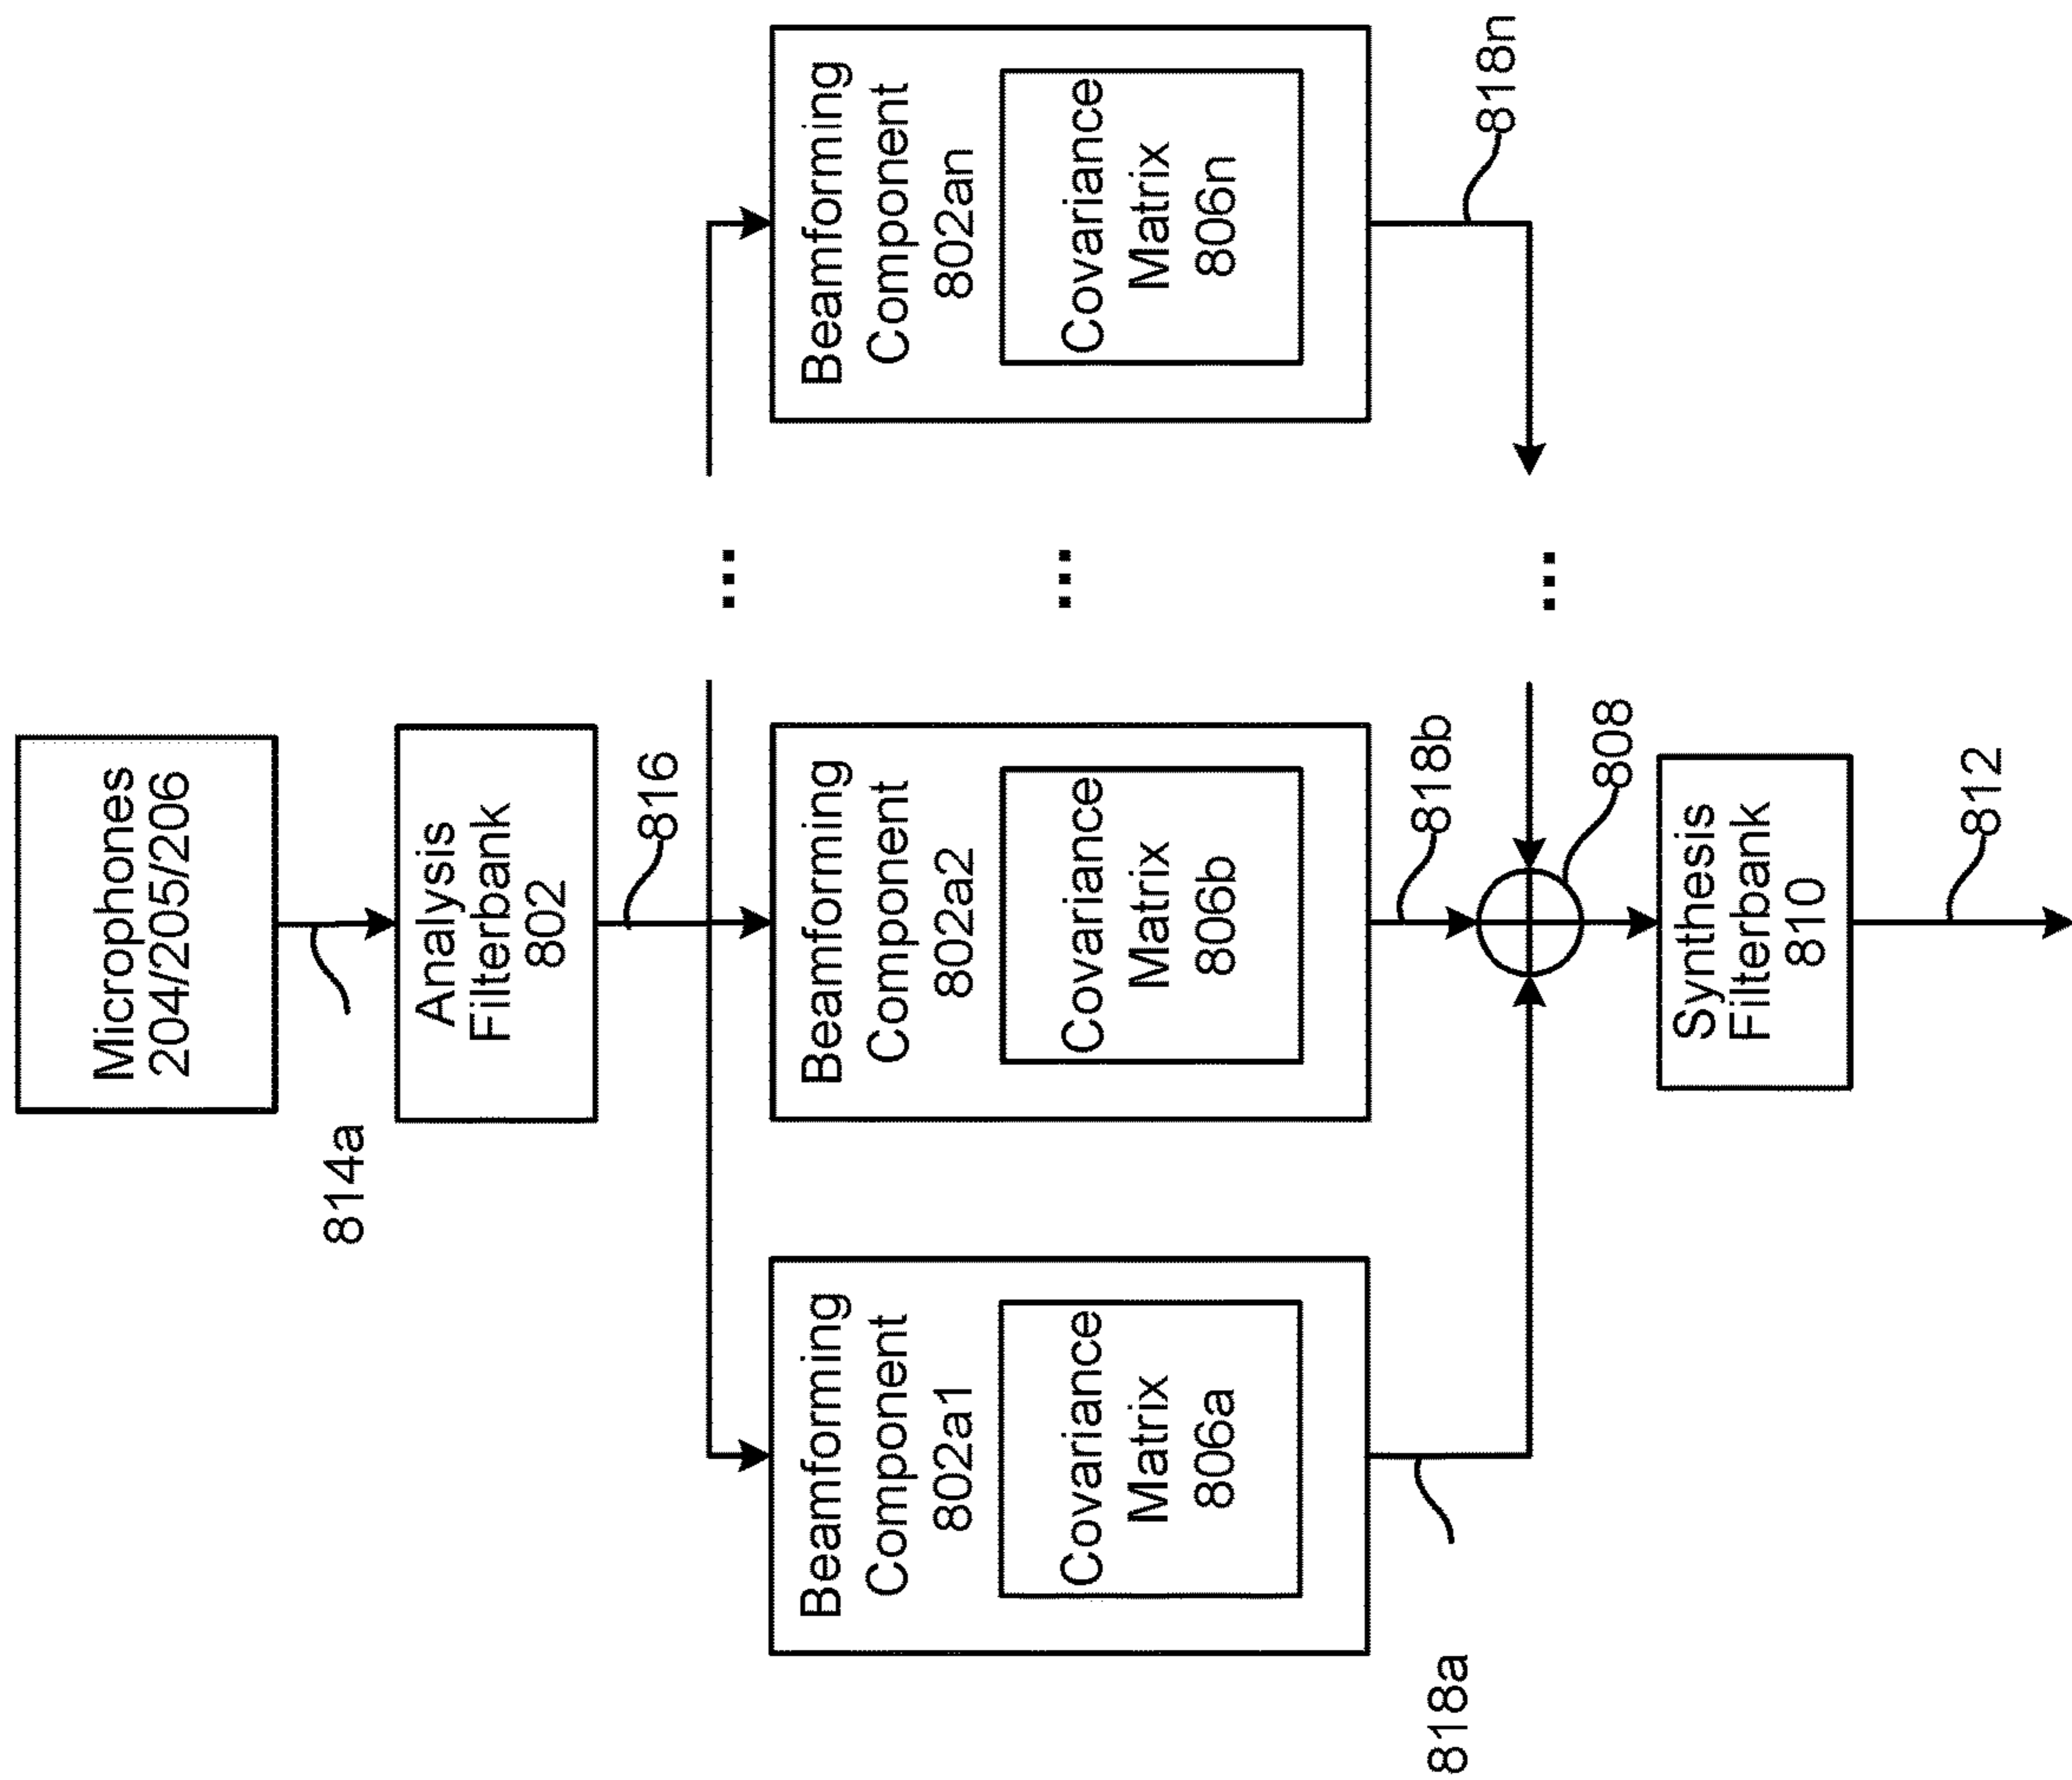 Microphones
204/205/206
814a
Analysis
Filterbank
802
816
Beamforming
Component
802a1
Covariance
Matrix
806a
Beamforming
Component
802a2
Covariance
Matrix
806b
...
...
...
Beamforming
Component
802an
Covariance
Matrix
806n
818a
818b
818n
808
Synthesis
Filterbank
810
812